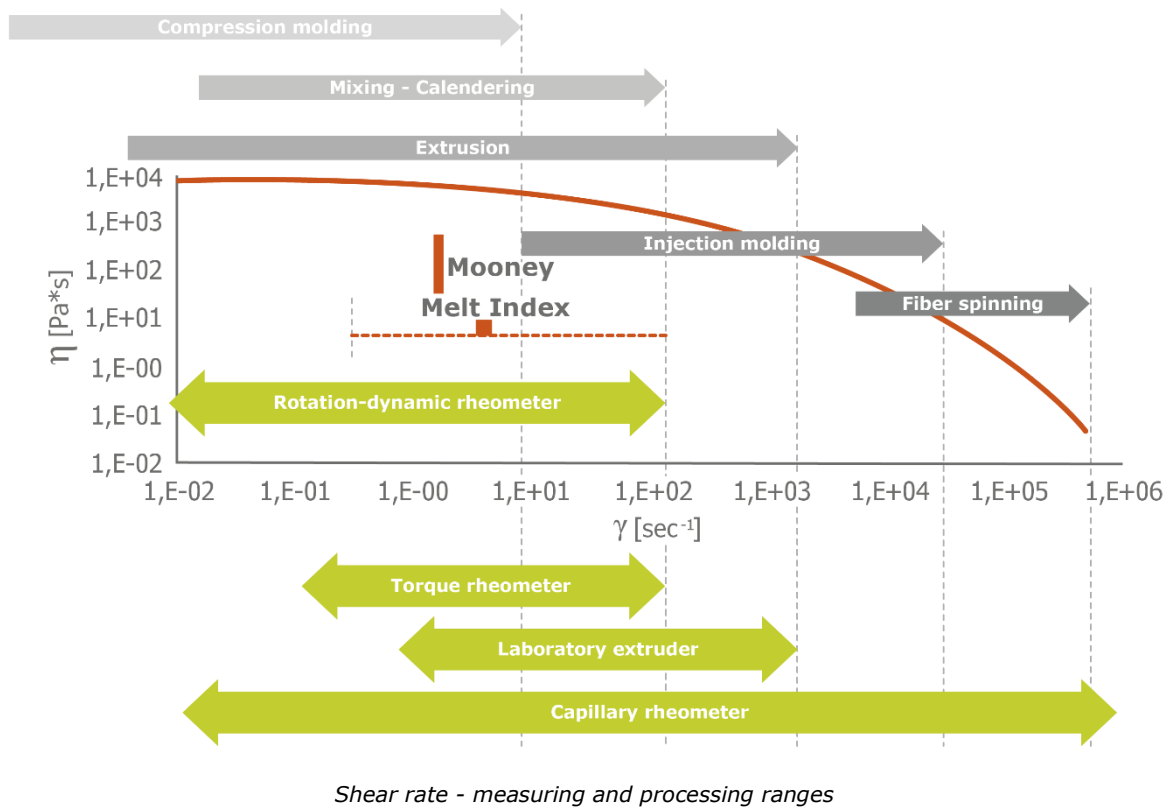 Compression molding
Mixing - Calendering
Extrusion
1,E+04
1,E+03
1,E+02
1,E+01
1,E-00
1,E-01
1,E-02
η [Pa*s]
Injection molding
Mooney
Fiber spinning
Melt Index
Rotation-dynamic rheometer
1,E-02 1,E-01 1,E-00 1,E+01 1,E+02 1,E+03 1,E+04 1,E+05 1,E+06
γ [sec⁻¹]
Torque rheometer
Laboratory extruder
Capillary rheometer
Shear rate - measuring and processing ranges